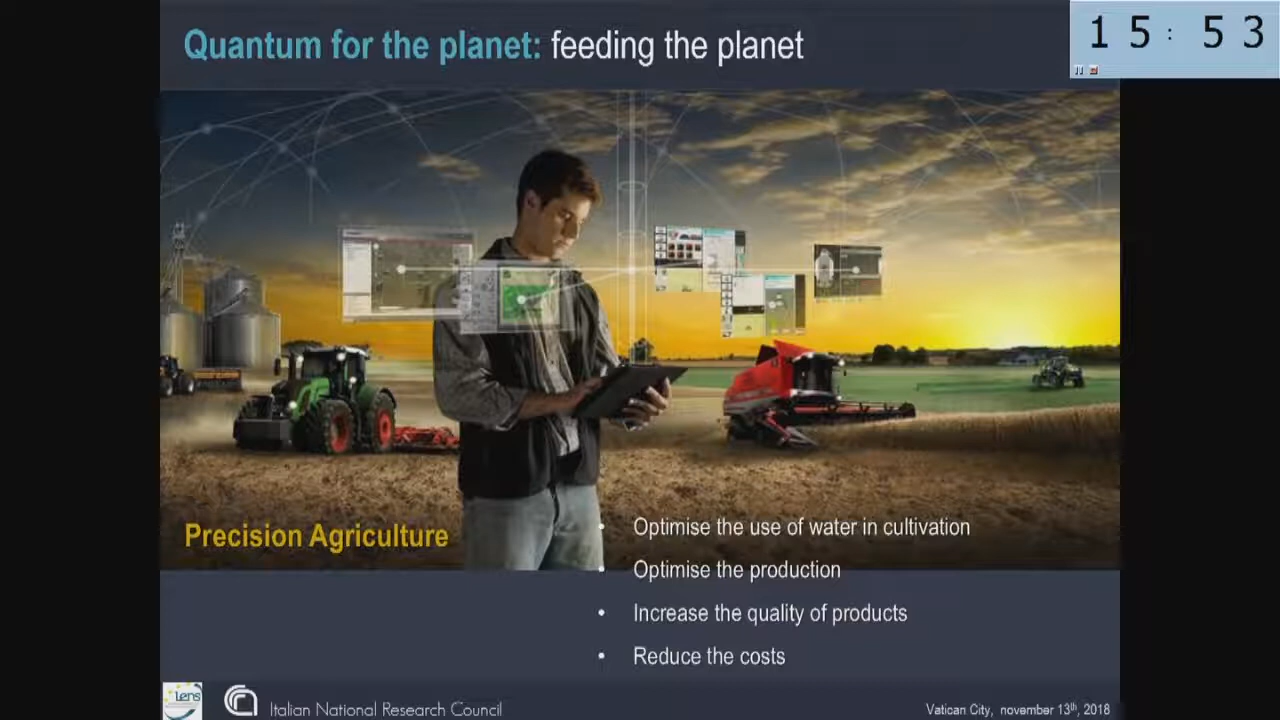 Quantum for the planet: feeding the planet
15:53
Precision Agriculture
• Optimise the use of water in cultivation
• Optimise the production
• Increase the quality of products
• Reduce the costs
Lens
Italian National Research Council
Vatican City, november 13th, 2018